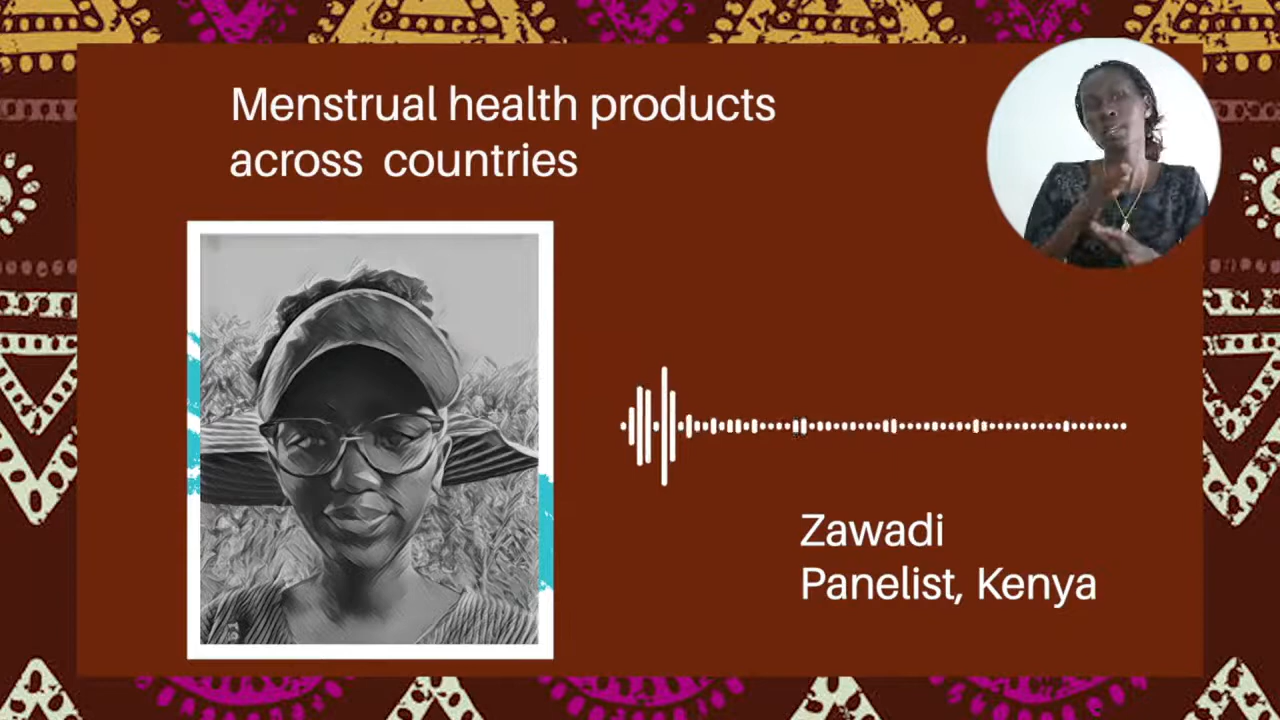 Menstrual health products
across countries
Zawadi
Panelist, Kenya